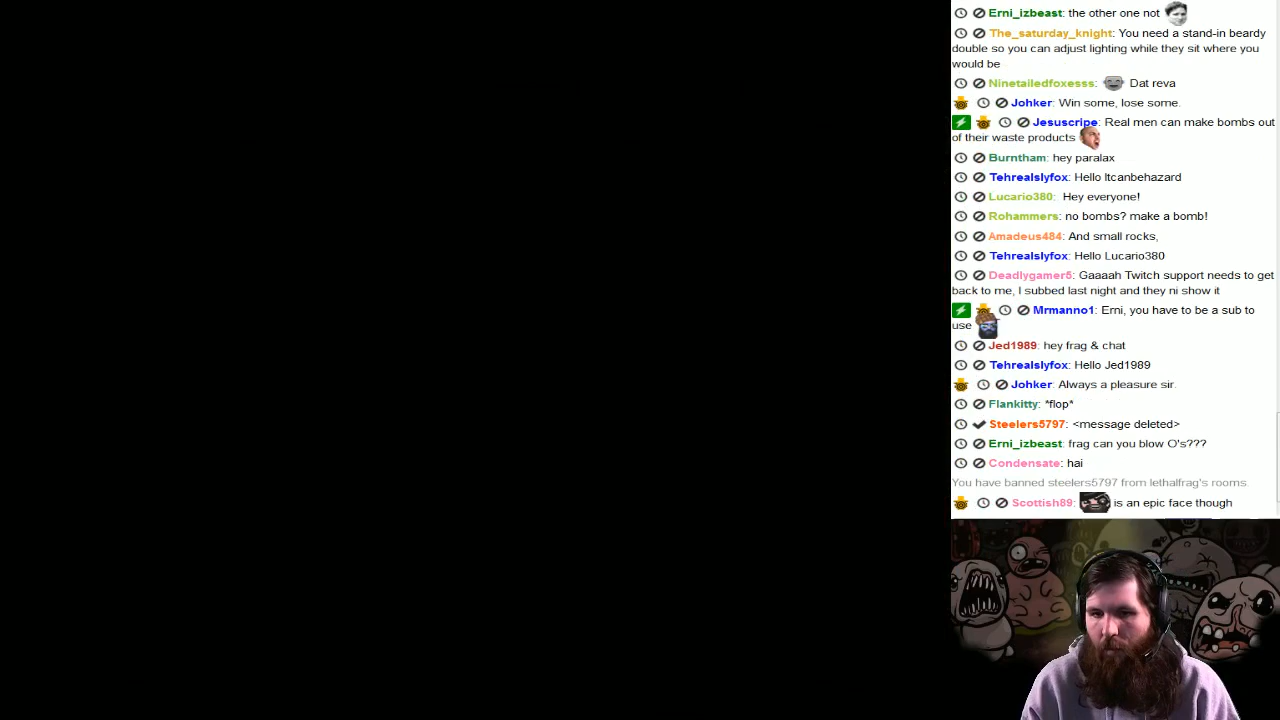 Erni_izbeast: the other one not
The_saturday_knight: You need a stand-in beardy
double so you can adjust lighting while they sit where you
would be
Ninetailedfoxesss: Dat reva
Johker: Win some, lose some.
Jesuscripe: Real men can make bombs out
of their waste products
Burntham: hey paralax
Tehrealslyfox: Hello Itcanbehazard
Lucario380: Hey everyone!
Rohammers: no bombs? make a bomb!
Amadeus484: And small rocks,
Tehrealslyfox: Hello Lucario380
Deadlygamer5: Gaaaah Twitch support needs to get
back to me, I subbed last night and they ni show it
Mrmanno1: Erni, you have to be a sub to
use
Jed1989: hey frag & chat
Tehrealslyfox: Hello Jed1989
Johker: Always a pleasure sir.
Flankitty: *flop*
Steelers5797: <message deleted>
Erni_izbeast: frag can you blow O's???
Condensate: hai
You have banned steelers5797 from lethalfrag's rooms.
Scottish89: is an epic face though